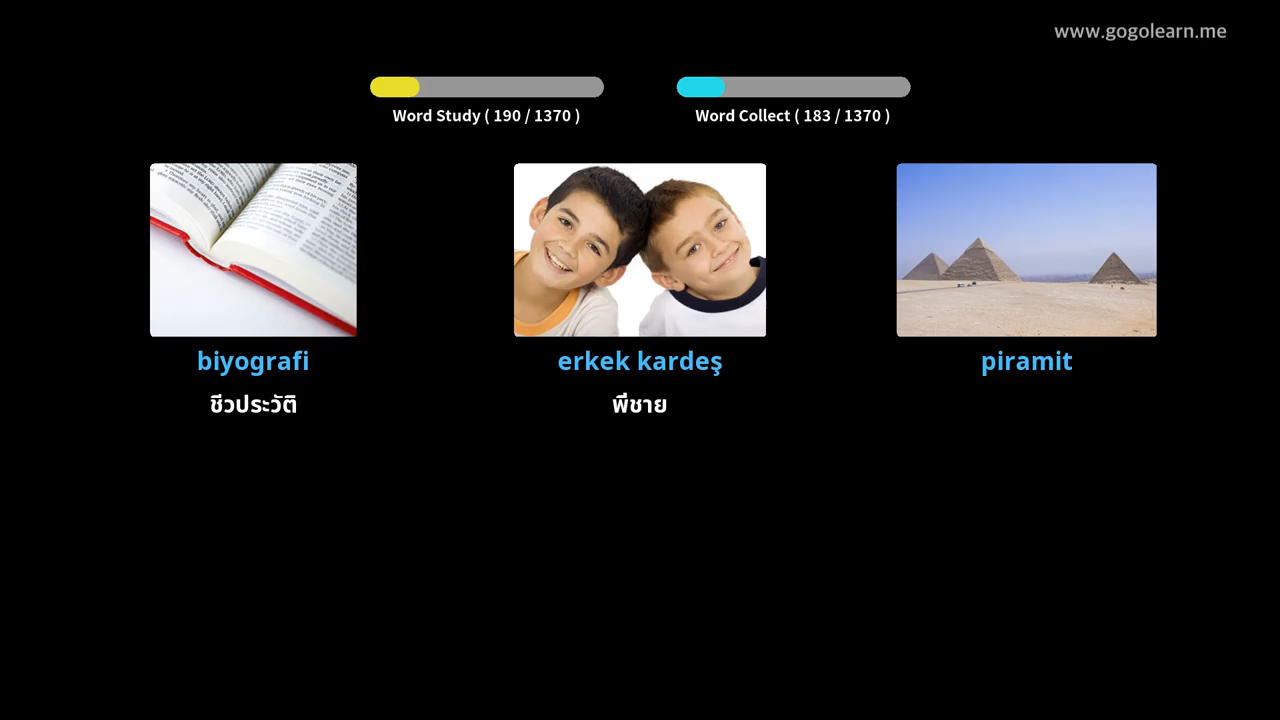 www.gogolearn.me
Word Study ( 190 / 1370 )
Word Collect ( 183 / 1370 )
biyografi
erkek kardeş
piramit
ชีวประวัติ
พี่ชาย